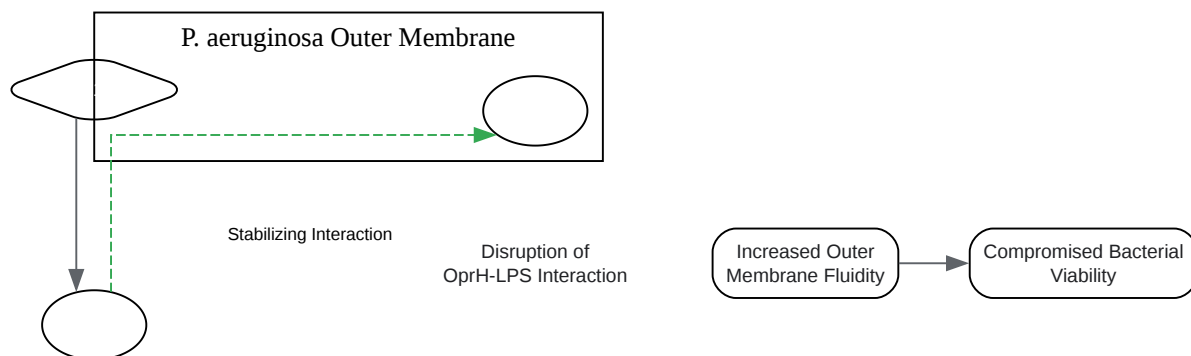 P. aeruginosa Outer Membrane
Stabilizing Interaction
Disruption of
OprH-LPS Interaction
Increased Outer
Membrane Fluidity
Compromised Bacterial
Viability